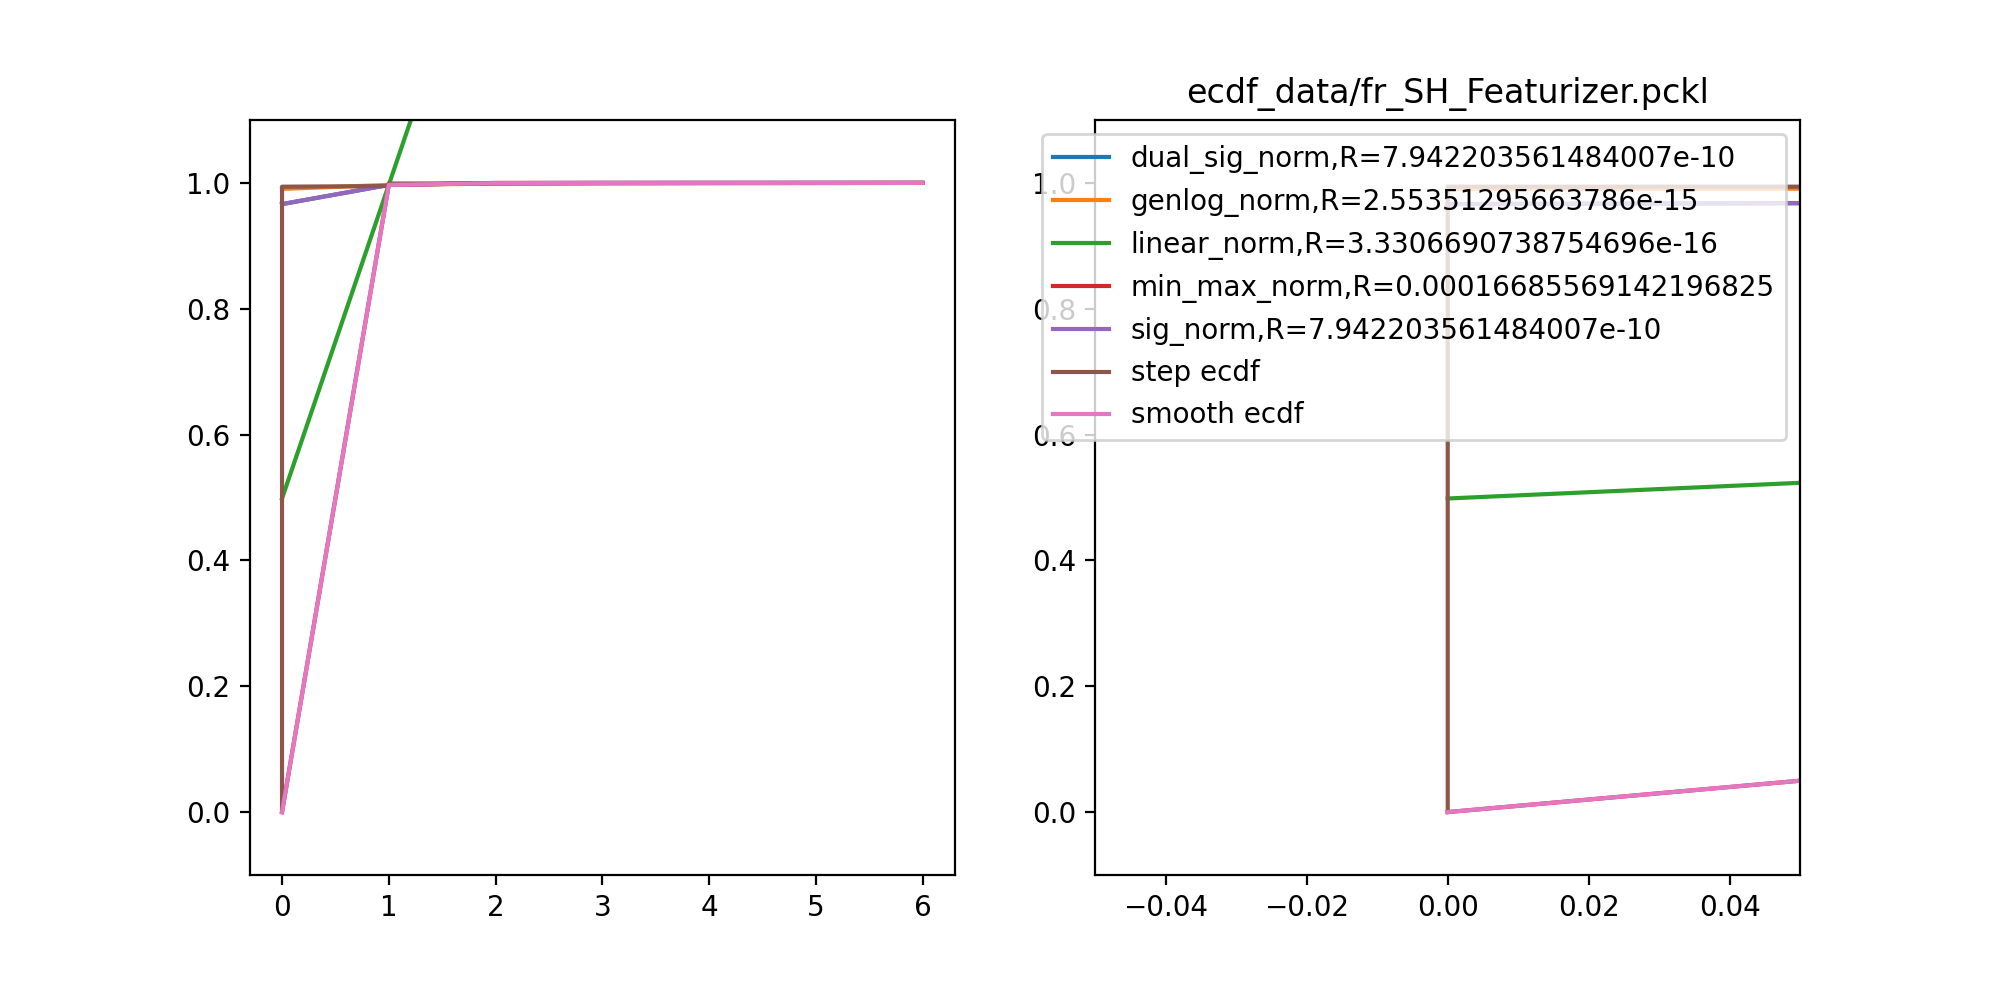 ecdf_data/fr_SH_Featurizer.pckl
1.0
0.8
0.6
0.4
0.2
0.0
0 1 2 3 4 5 6
dual_sig_norm,R=7.942203561484007e-10
genlog_norm,R=2.55351295663786e-15
linear_norm,R=3.3306690738754696e-16
min_max_norm,R=0.00016685569142196825
sig_norm,R=7.942203561484007e-10
step ecdf
smooth ecdf
1.0
0.8
0.6
0.4
0.2
0.0
−0.04 −0.02 0.00 0.02 0.04